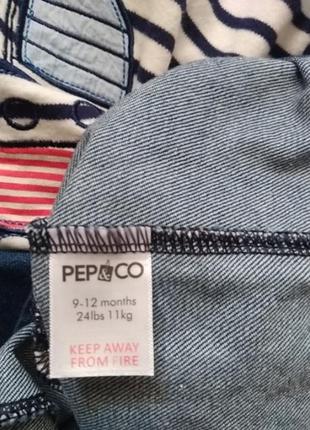 PEP&CO
9-12 months
24lbs 11kg
KEEP AWAY
FROM FIRE